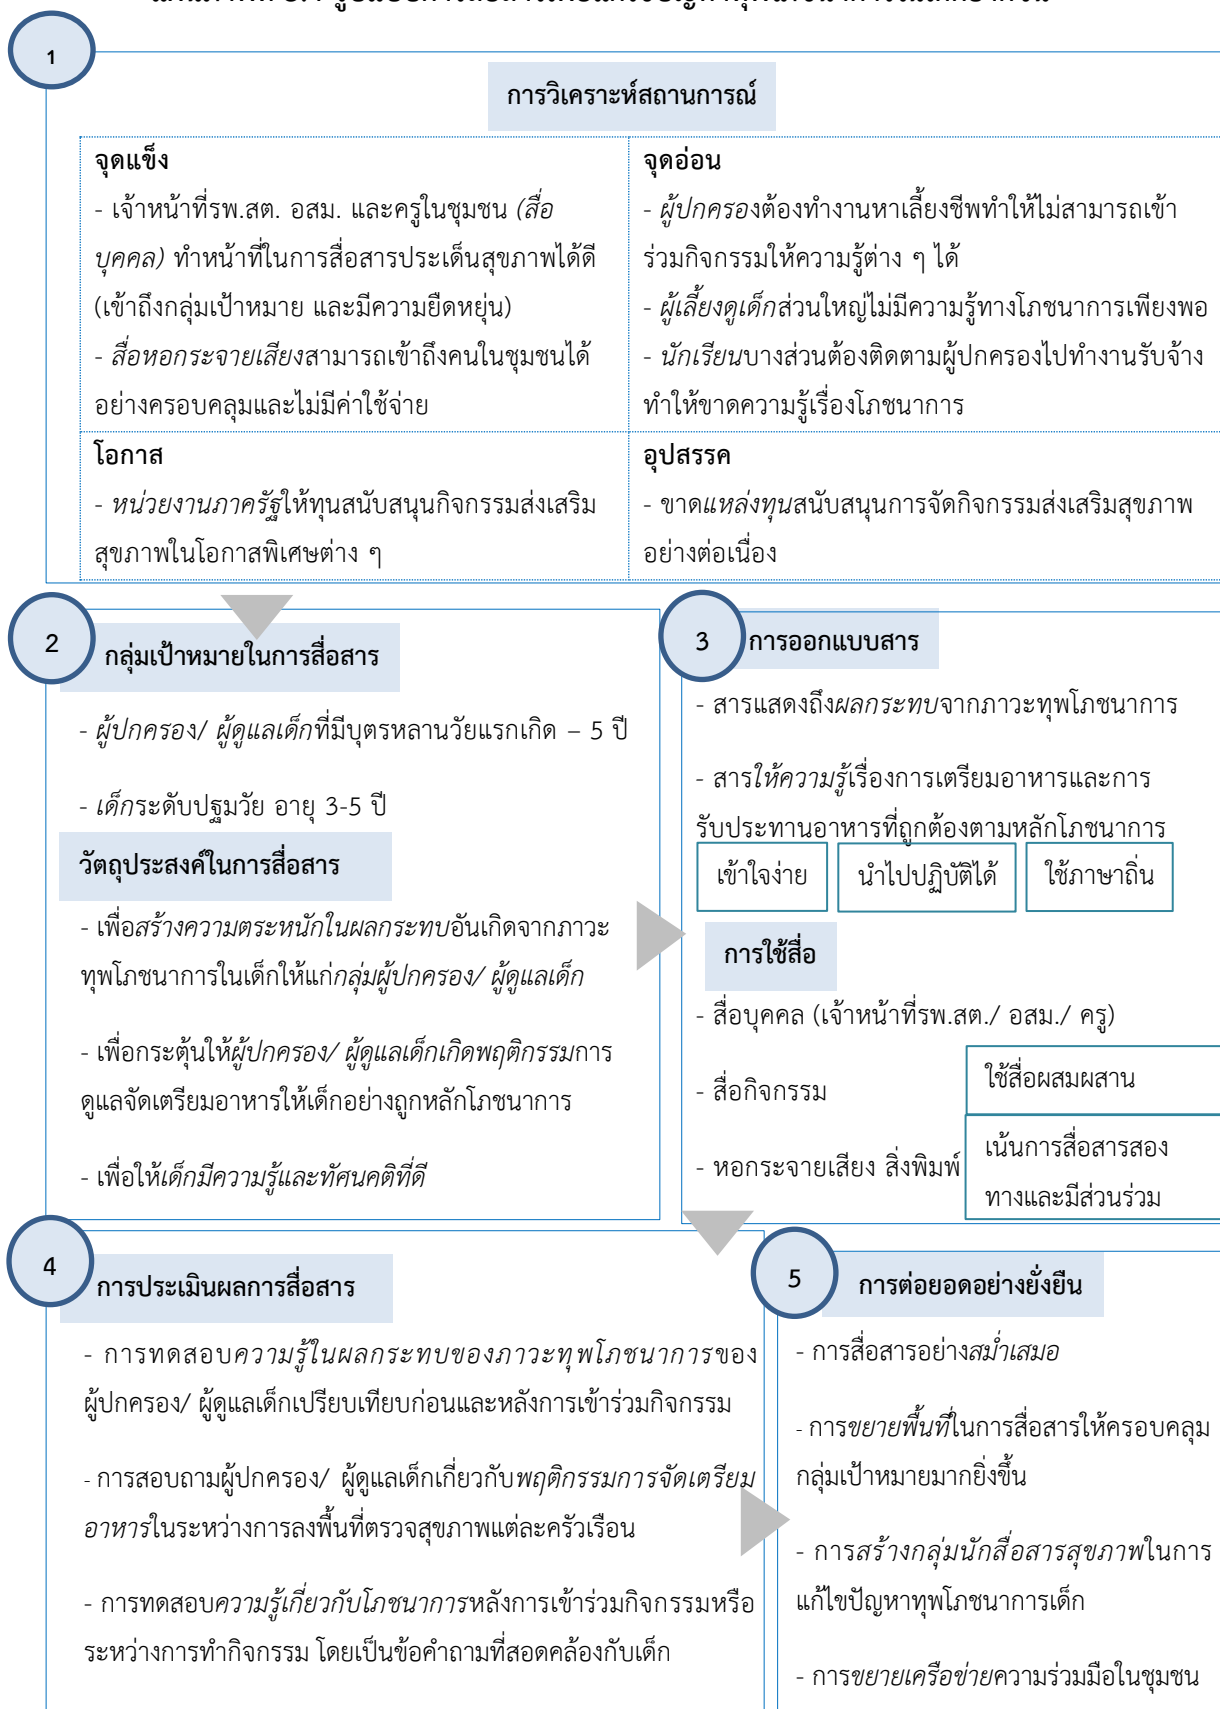 1
การวิเคราะห์สถานการณ์
จุดแข็ง
- เจ้าหน้าที่รพ.สต. อสม. และครูในชุมชน (สื่อ
บุคคล) ทำหน้าที่ในการสื่อสารประเด็นสุขภาพได้ดี
(เข้าถึงกลุ่มเป้าหมาย และมีความยืดหยุ่น)
- สื่อหอกระจายเสียงสามารถเข้าถึงคนในชุมชนได้
อย่างครอบคลุมและไม่มีค่าใช้จ่าย
จุดอ่อน
- ผู้ปกครองต้องทำงานหาเลี้ยงชีพทำให้ไม่สามารถเข้า
ร่วมกิจกรรมให้ความรู้ต่าง ๆ ได้
- ผู้เลี้ยงดูเด็กส่วนใหญ่ไม่มีความรู้ทางโภชนาการเพียงพอ
- นักเรียนบางส่วนต้องติดตามผู้ปกครองไปทำงานรับจ้าง
ทำให้ขาดความรู้เรื่องโภชนาการ
โอกาส
- หน่วยงานภาครัฐให้ทุนสนับสนุนกิจกรรมส่งเสริม
สุขภาพในโอกาสพิเศษต่าง ๆ
อุปสรรค
- ขาดแหล่งทุนสนับสนุนการจัดกิจกรรมส่งเสริมสุขภาพ
อย่างต่อเนื่อง
2
กลุ่มเป้าหมายในการสื่อสาร
- ผู้ปกครอง/ ผู้ดูแลเด็กที่มีบุตรหลานวัยแรกเกิด – 5 ปี
- เด็กระดับปฐมวัย อายุ 3-5 ปี
วัตถุประสงค์ในการสื่อสาร
- เพื่อสร้างความตระหนักในผลกระทบอันเกิดจากภาวะ
ทุพโภชนาการในเด็กให้แก่กลุ่มผู้ปกครอง/ ผู้ดูแลเด็ก
- เพื่อกระตุ้นให้ผู้ปกครอง/ ผู้ดูแลเด็กเกิดพฤติกรรมการ
ดูแลจัดเตรียมอาหารให้เด็กอย่างถูกหลักโภชนาการ
- เพื่อให้เด็กมีความรู้และทัศนคติที่ดี
3
การออกแบบสาร
- สารแสดงถึงผลกระทบจากภาวะทุพโภชนาการ
- สารให้ความรู้เรื่องการเตรียมอาหารและการ
รับประทานอาหารที่ถูกต้องตามหลักโภชนาการ
เข้าใจง่าย
นำไปปฏิบัติได้
ใช้ภาษาถิ่น
การใช้สื่อ
- สื่อบุคคล (เจ้าหน้าที่รพ.สต./ อสม./ ครู)
- สื่อกิจกรรม
- หอกระจายเสียง สิ่งพิมพ์
ใช้สื่อผสมผสาน
เน้นการสื่อสารสอง
ทางและมีส่วนร่วม
4
การประเมินผลการสื่อสาร
- การทดสอบความรู้ในผลกระทบของภาวะทุพโภชนาการของ
ผู้ปกครอง/ ผู้ดูแลเด็กเปรียบเทียบก่อนและหลังการเข้าร่วมกิจกรรม
- การสอบถามผู้ปกครอง/ ผู้ดูแลเด็กเกี่ยวกับพฤติกรรมการจัดเตรียม
อาหารในระหว่างการลงพื้นที่ตรวจสุขภาพแต่ละครัวเรือน
- การทดสอบความรู้เกี่ยวกับโภชนาการหลังการเข้าร่วมกิจกรรมหรือ
ระหว่างการทำกิจกรรม โดยเป็นข้อคำถามที่สอดคล้องกับเด็ก
5
การต่อยอดอย่างยั่งยืน
- การสื่อสารอย่างสม่ำเสมอ
- การขยายพื้นที่ในการสื่อสารให้ครอบคลุม
กลุ่มเป้าหมายมากยิ่งขึ้น
- การสร้างกลุ่มนักสื่อสารสุขภาพในการ
แก้ไขปัญหาทุพโภชนาการเด็ก
- การขยายเครือข่ายความร่วมมือในชุมชน